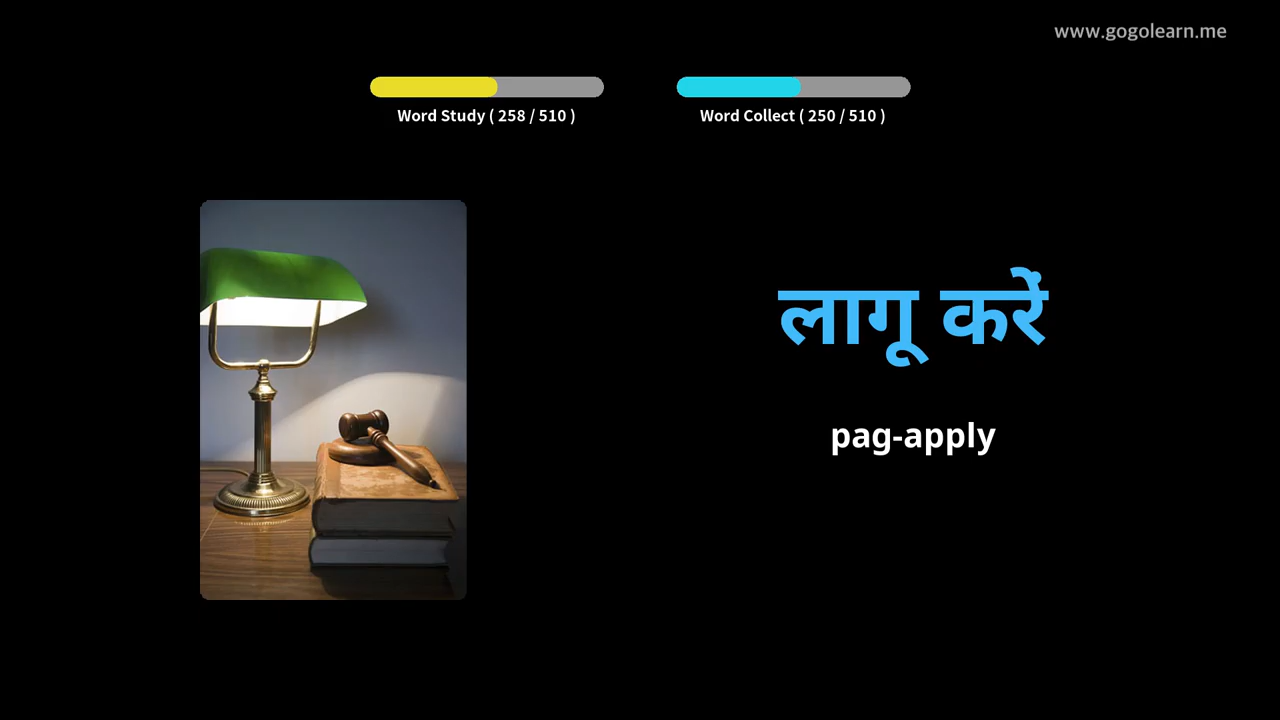 www.gogolearn.me
Word Study ( 258 / 510 )
Word Collect ( 250 / 510 )
लागू करें
pag-apply